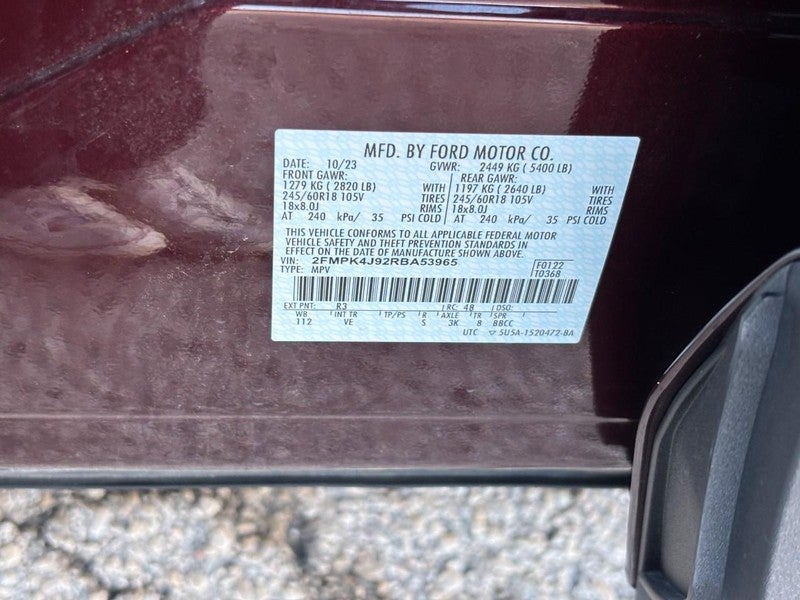 MFD. BY FORD MOTOR CO.
DATE: 10/23 GVWR: 2449 KG ( 5400 LB)
FRONT GAWR: REAR GAWR:
1279 KG ( 2820 LB) WITH 1197 KG ( 2640 LB) WITH
245/60R18 105V TIRES 245/60R18 105V TIRES
18x8.0J RIMS 18x8.0J RIMS
AT 240 kPa/ 35 PSI COLD AT 240 kPa/ 35 PSI COLD
THIS VEHICLE CONFORMS TO ALL APPLICABLE FEDERAL MOTOR
VEHICLE SAFETY AND THEFT PREVENTION STANDARDS IN
EFFECT ON THE DATE OF MANUFACTURE SHOWN ABOVE.
VIN: 2FMPK4J92RBA53965 F0122
TYPE: MPV T0368
EXT PNT: R3 RC: 48 DSO:
WB INT TR TP/PS R AXLE TR SPR
112 VE S 3K 8 BBCC
UTC ▽ 5U5A-1520472-BA